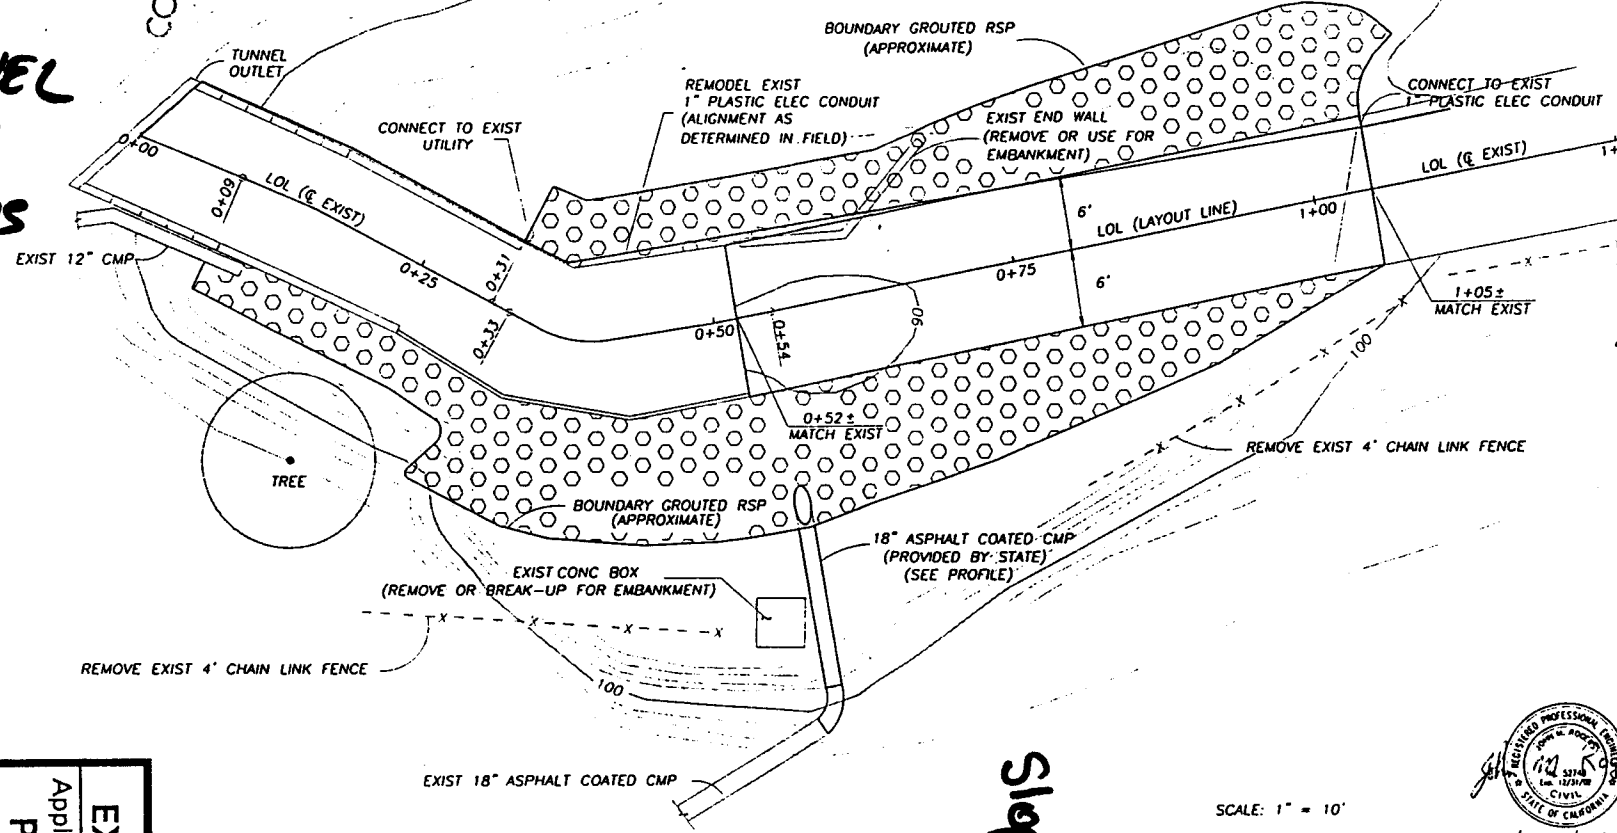 TUNNEL
OUTLET
0+00
0+09
LOL (℄ EXIST)
EXIST 12" CMP
CONNECT TO EXIST
UTILITY
0+25
0+31
0+33
REMODEL EXIST
1" PLASTIC ELEC CONDUIT
(ALIGNMENT AS
DETERMINED IN FIELD)
BOUNDARY GROUTED RSP
(APPROXIMATE)
EXIST END WALL
(REMOVE OR USE FOR
EMBANKMENT)
CONNECT TO EXIST
1" PLASTIC ELEC CONDUIT
LOL (℄ EXIST)
6'
LOL (LAYOUT LINE)
1+00
6'
0+75
0+50
0+54
90
1+05±
MATCH EXIST
0+52±
MATCH EXIST
100
REMOVE EXIST 4' CHAIN LINK FENCE
TREE
BOUNDARY GROUTED RSP
(APPROXIMATE)
18" ASPHALT COATED CMP
(PROVIDED BY STATE)
(SEE PROFILE)
EXIST CONC BOX
(REMOVE OR BREAK-UP FOR EMBANKMENT)
REMOVE EXIST 4' CHAIN LINK FENCE
100
EXIST 18" ASPHALT COATED CMP
SCALE: 1" = 10'
REGISTERED PROFESSIONAL ENGINEER
CIVIL
STATE OF CALIFORNIA